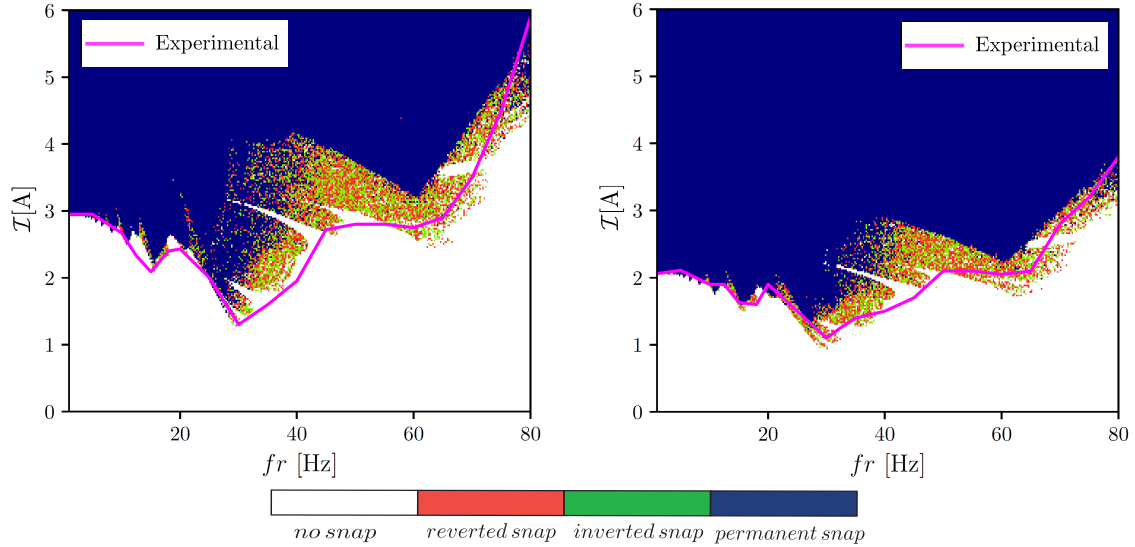 6
5
4
3
2
1
0
ℐ[A]
Experimental
20
40
60
80
fr [Hz]
6
5
4
3
2
1
0
ℐ[A]
Experimental
20
40
60
80
fr [Hz]
no snap
reverted snap
inverted snap
permanent snap